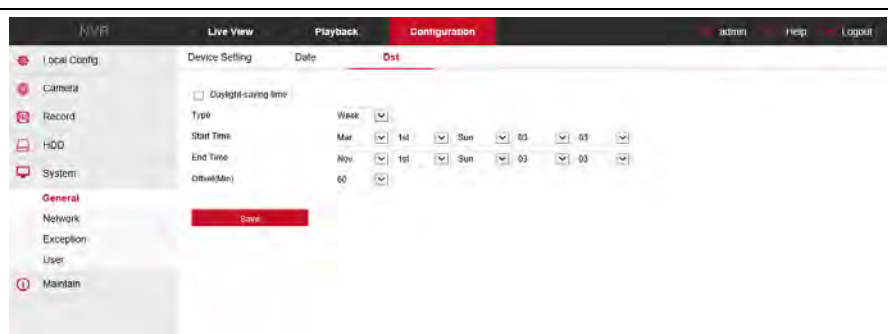 NVR Live View Playback Configuration admin Help Logout
Local Config Device Setting Date Dst
Camera Daylight-saving time
Record Type Week
Start Time Mar. 1st Sun 03 03
HDD
End Time Nov. 1st Sun 03 03
System Offset(Min) 60
General
Network Save
Exception
User
Maintain